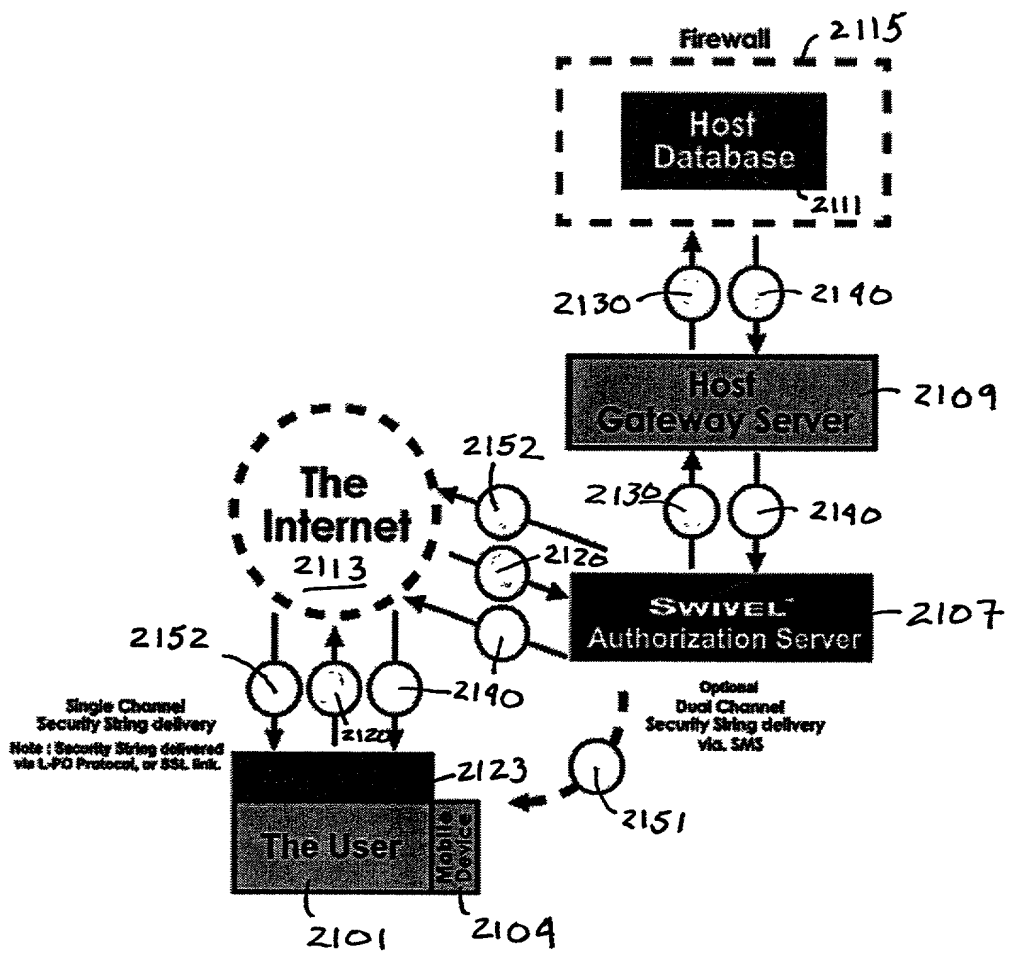 Firewall
2115
Host
Database
2111
2130
2140
Host
Gateway Server
2109
2152
The
Internet
2113
2130
2140
2120
SWIVEL™
Authorization Server
2107
2152
2140
2120
Single Channel
Security String delivery
Note : Security String delivered
via L-PO Protocol, or SSL link.
Optional
Dual Channel
Security String delivery
via. SMS
2123
2151
The User
Mobile
Device
2101
2104